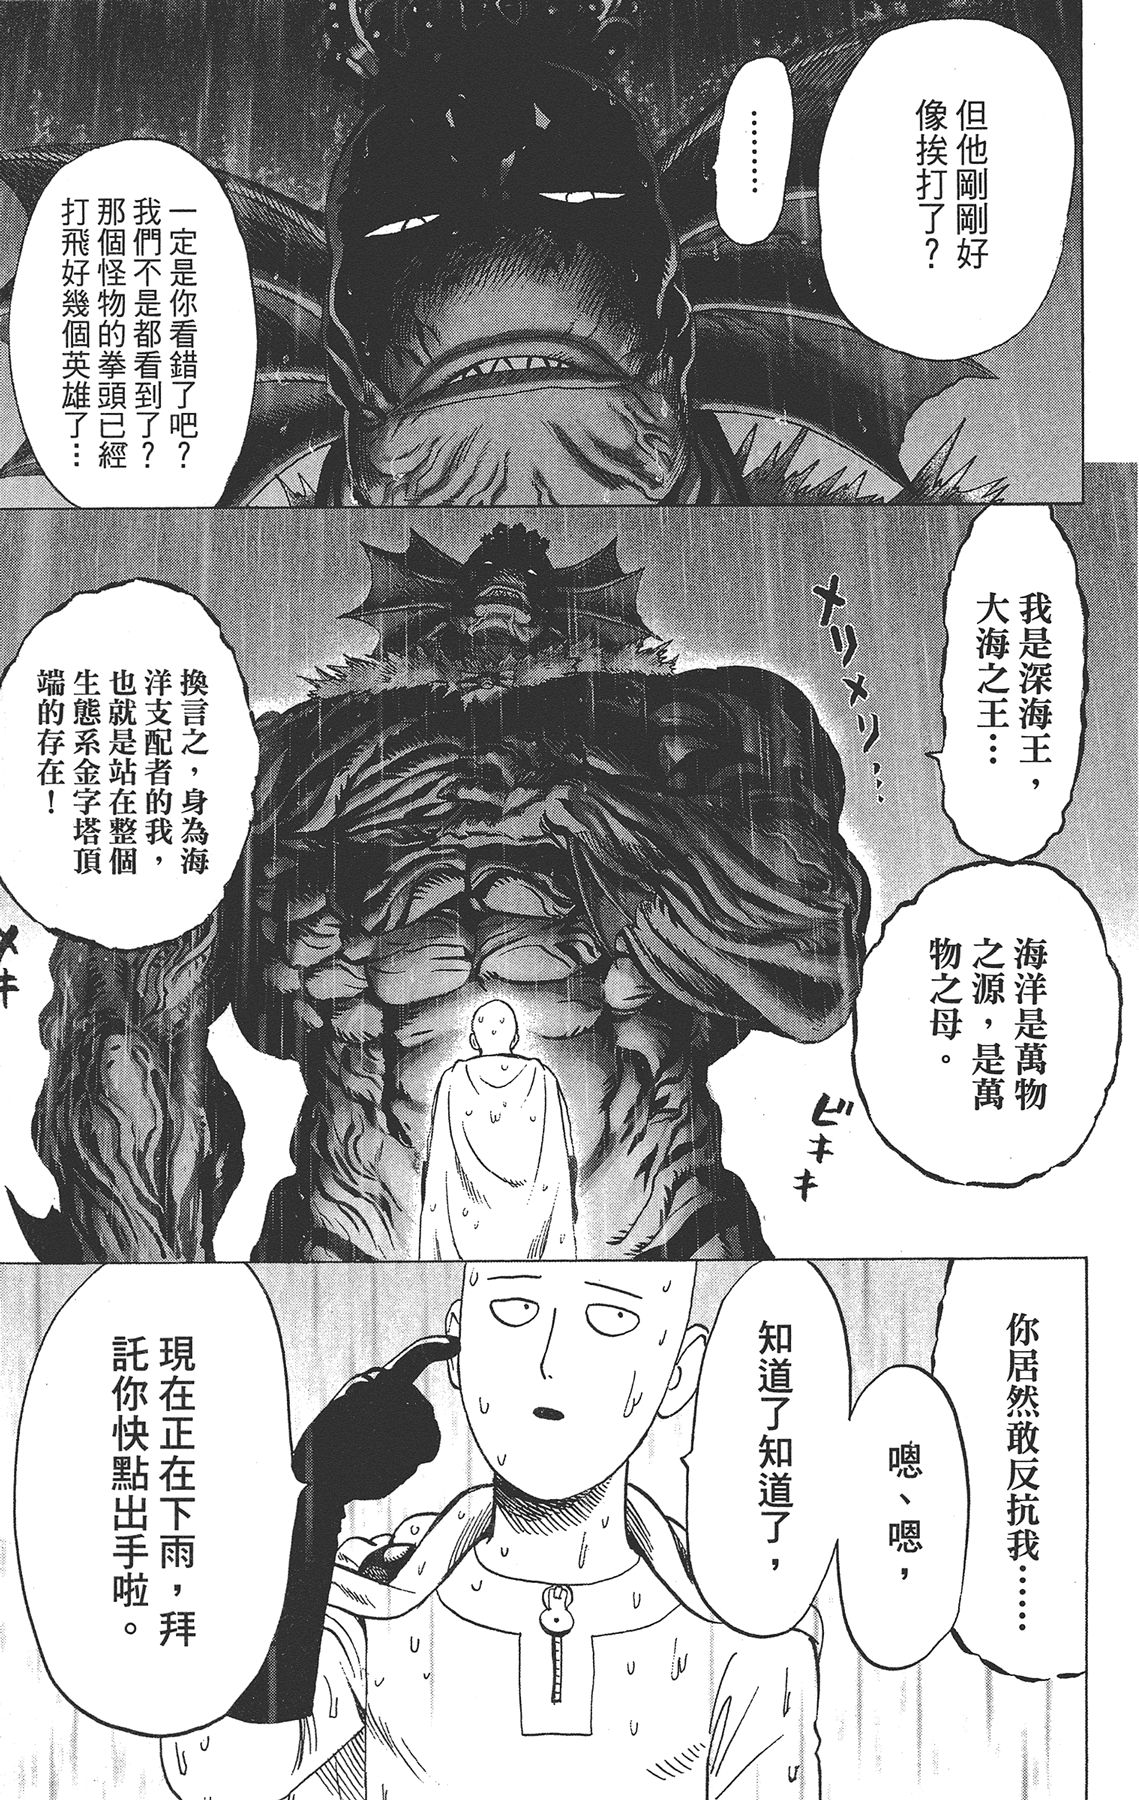 但他剛剛好
像挨打了？
………
一定是你看錯了吧？
我們不是都看到了？
那個怪物的拳頭已經
打飛好幾個英雄了…
我是深海王，
大海之王…
海洋是萬物
之源，是萬
物之母。
メリ
メリ…
換言之，身為海
洋支配者的我，
也就是站在整個
生態系金字塔頂
端的存在！
メキ
ビキ
キ
你居然敢反抗我……
嗯、嗯，
知道了知道了，
現在正在下雨，拜
託你快點出手啦。